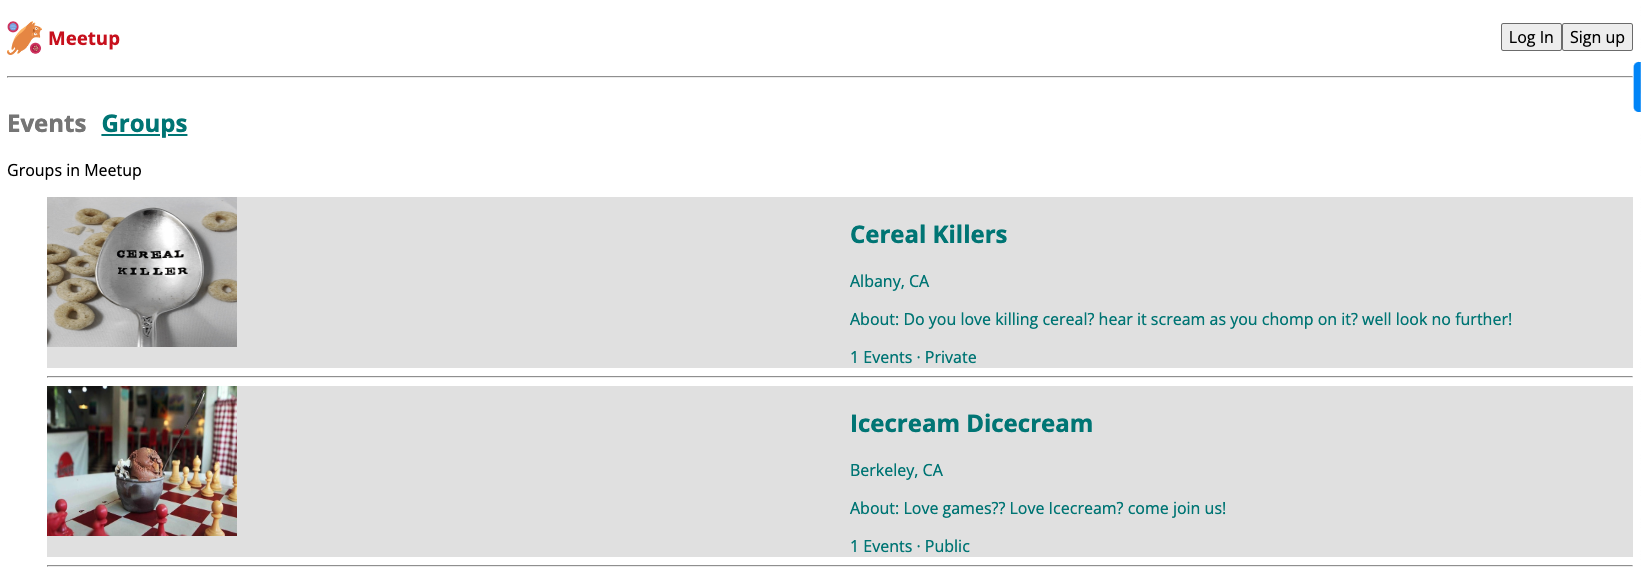 Meetup
Log In Sign up
Events Groups
Groups in Meetup
CEREAL
KILLER
Cereal Killers
Albany, CA
About: Do you love killing cereal? hear it scream as you chomp on it? well look no further!
1 Events · Private
Icecream Dicecream
Berkeley, CA
About: Love games?? Love Icecream? come join us!
1 Events · Public